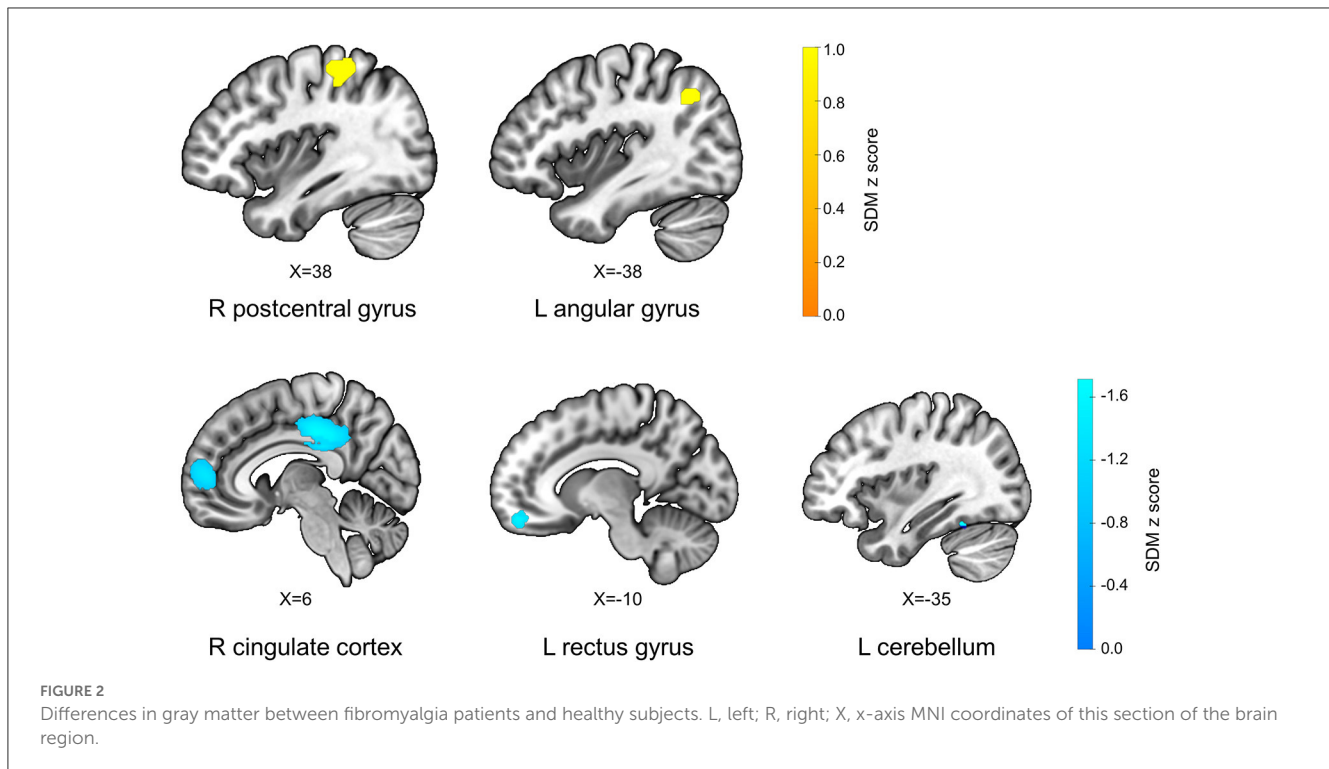 1.0
0.8
0.6
0.4
0.2
0.0
SDM z score
X=38
X=-38
R postcentral gyrus
L angular gyrus
-1.6
-1.2
-0.8
-0.4
0.0
SDM z score
X=6
X=-10
X=-35
R cingulate cortex
L rectus gyrus
L cerebellum
FIGURE 2
Differences in gray matter between fibromyalgia patients and healthy subjects. L, left; R, right; X, x-axis MNI coordinates of this section of the brain
region.